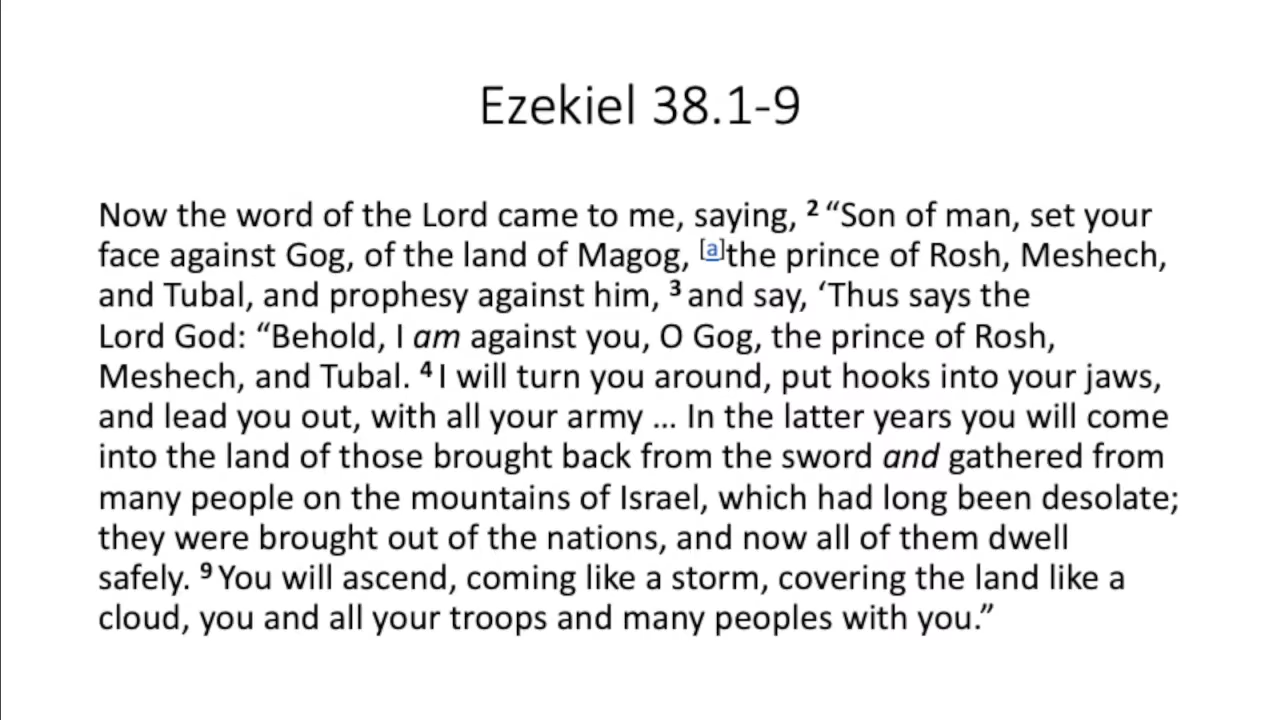 Ezekiel 38.1-9
Now the word of the Lord came to me, saying, 2 “Son of man, set your
face against Gog, of the land of Magog, [a]the prince of Rosh, Meshech,
and Tubal, and prophesy against him, 3 and say, ‘Thus says the
Lord God: “Behold, I am against you, O Gog, the prince of Rosh,
Meshech, and Tubal. 4 I will turn you around, put hooks into your jaws,
and lead you out, with all your army … In the latter years you will come
into the land of those brought back from the sword and gathered from
many people on the mountains of Israel, which had long been desolate;
they were brought out of the nations, and now all of them dwell
safely. 9 You will ascend, coming like a storm, covering the land like a
cloud, you and all your troops and many peoples with you.”